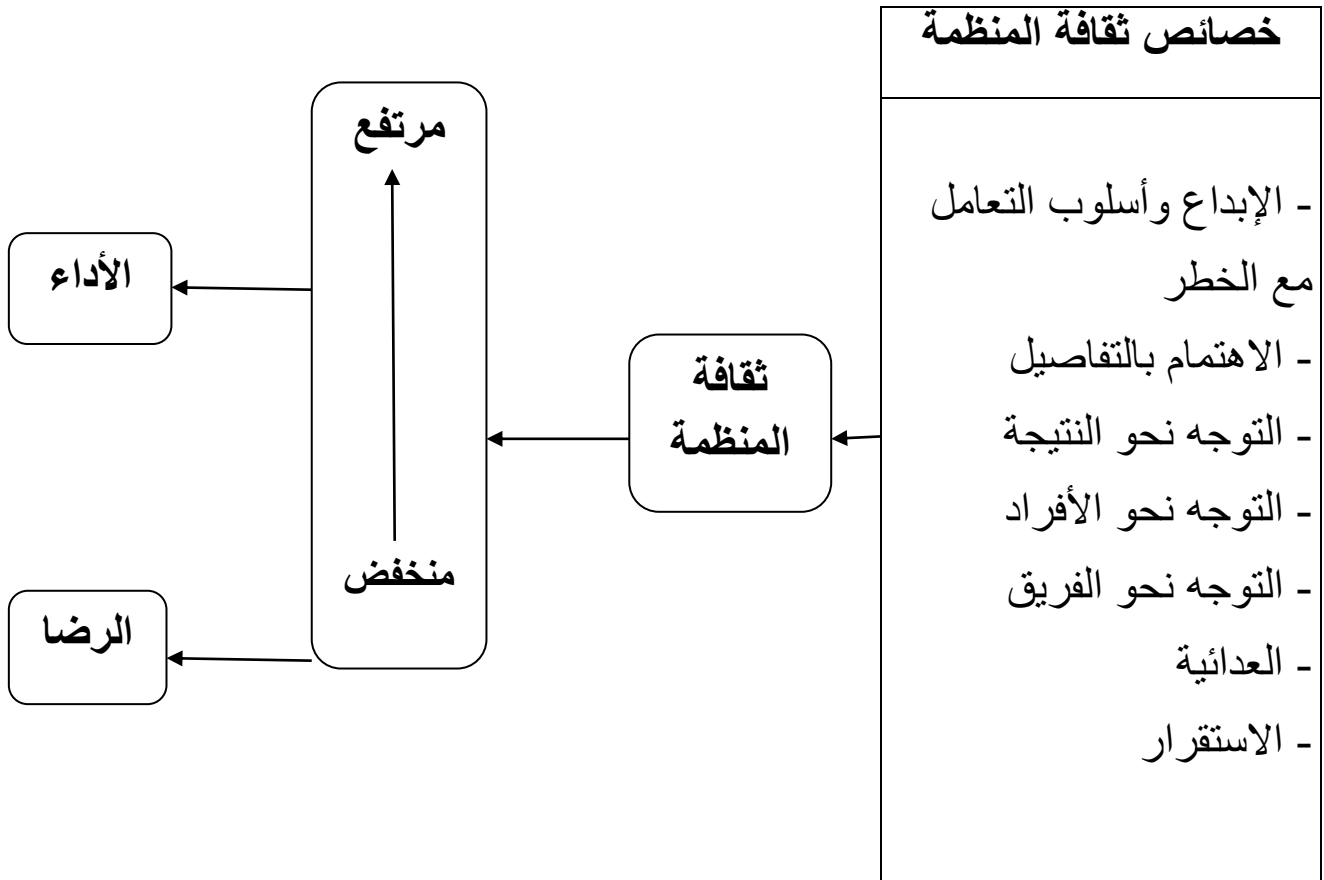 خصائص ثقافة المنظمة
- الإبداع وأسلوب التعامل
مع الخطر
- الاهتمام بالتفاصيل
- التوجه نحو النتيجة
- التوجه نحو الأفراد
- التوجه نحو الفريق
- العدائية
- الاستقرار
ثقافة
المنظمة
مرتفع
منخفض
الأداء
الرضا